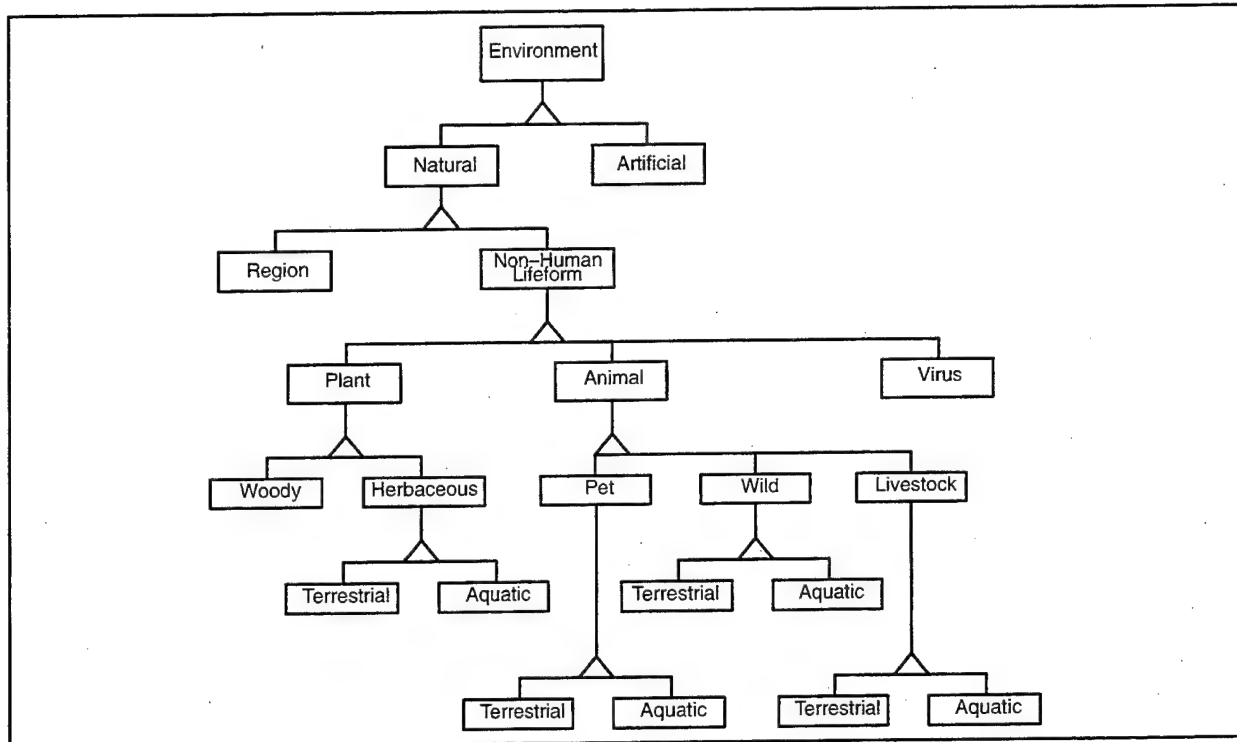 Environment
Natural
Artificial
Region
Non-Human
Lifeform
Plant
Animal
Virus
Woody
Herbaceous
Pet
Wild
Livestock
Terrestrial
Aquatic
Terrestrial
Aquatic
Terrestrial
Aquatic
Terrestrial
Aquatic